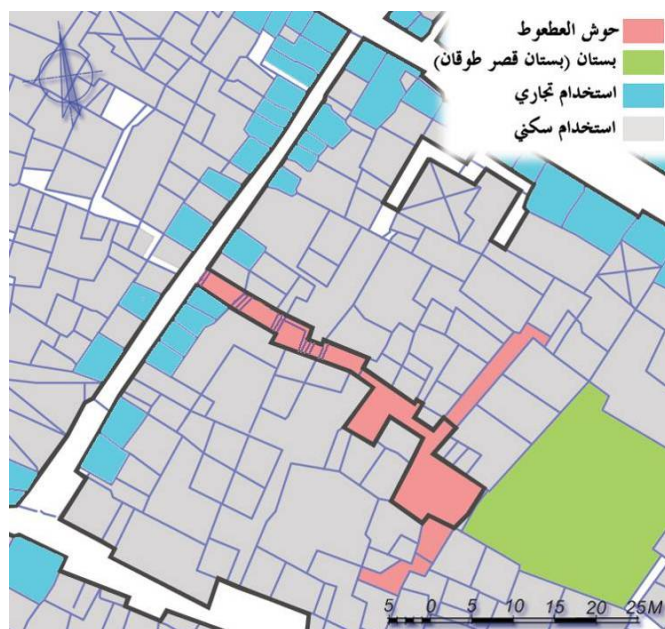 حوش العطعوط
بستان (بستان قصر طوقان)
استخدام تجاري
استخدام سكني
5 0 5 10 15 20 25M